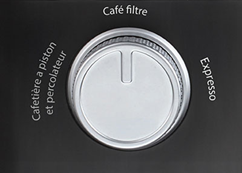 Café filtre
Cafetière a piston
et percolateur
Expresso